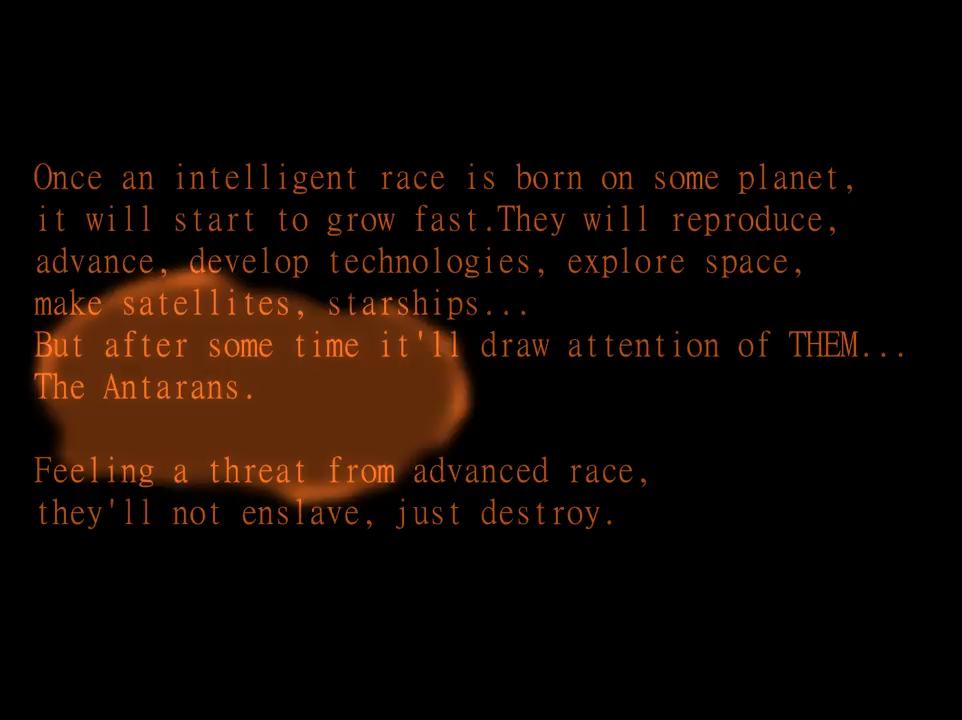 Once an intelligent race is born on some planet,
it will start to grow fast.They will reproduce,
advance, develop technologies, explore space,
make satellites, starships...
But after some time it'll draw attention of THEM...
The Antarans.
Feeling a threat from advanced race,
they'll not enslave, just destroy.